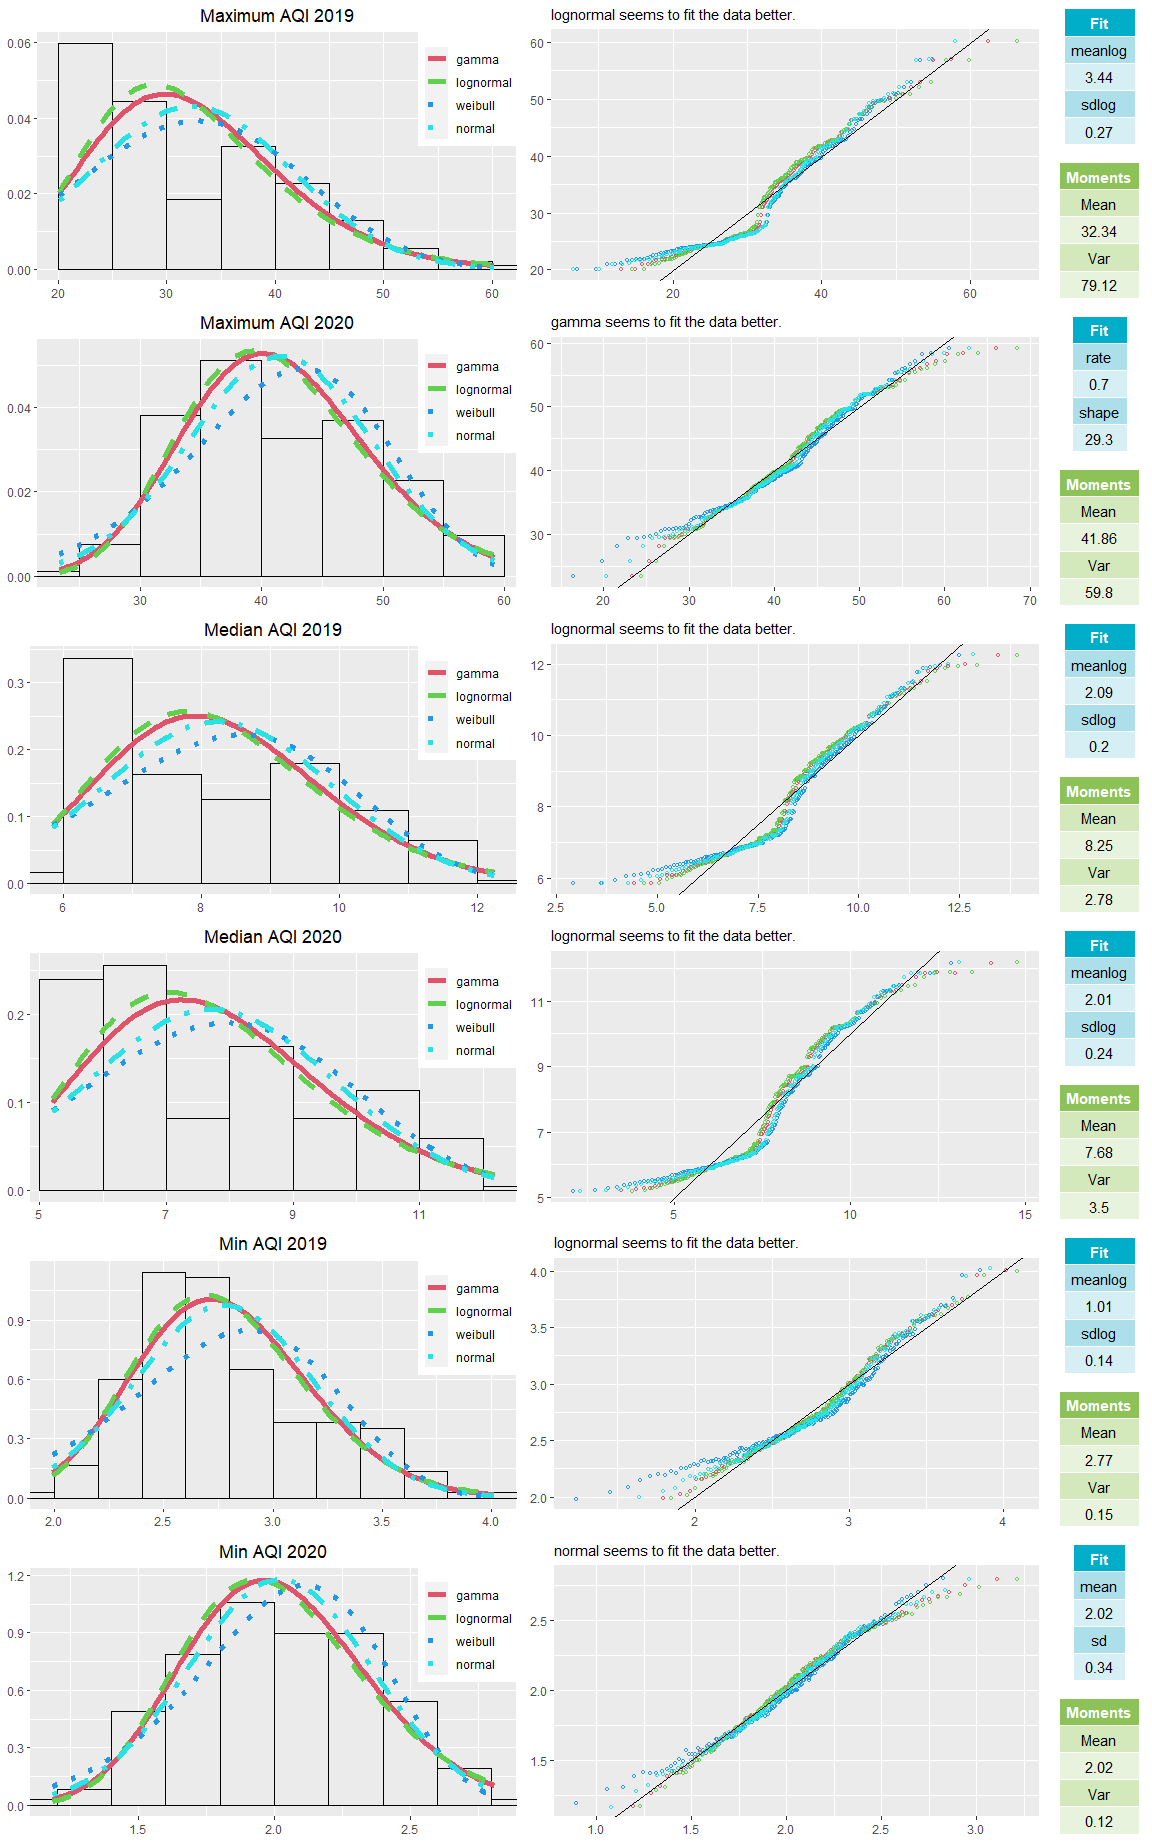 Maximum AQI 2019
0.06
0.04
0.02
0.00
20
30
40
50
60
gamma
lognormal
weibull
normal
lognormal seems to fit the data better.
60
50
40
30
20
20
40
60
Fit
meanlog
3.44
sdlog
0.27
Moments
Mean
32.34
Var
79.12
Maximum AQI 2020
0.04
0.02
0.00
30
40
50
60
gamma
lognormal
weibull
normal
gamma seems to fit the data better.
60
50
40
30
20
30
40
50
60
70
Fit
rate
0.7
shape
29.3
Moments
Mean
41.86
Var
59.8
Median AQI 2019
0.3
0.2
0.1
0.0
6
8
10
12
gamma
lognormal
weibull
normal
lognormal seems to fit the data better.
12
10
8
6
2.5
5.0
7.5
10.0
12.5
Fit
meanlog
2.09
sdlog
0.2
Moments
Mean
8.25
Var
2.78
Median AQI 2020
0.2
0.1
0.0
5
7
9
11
gamma
lognormal
weibull
normal
lognormal seems to fit the data better.
11
9
7
5
5
10
15
Fit
meanlog
2.01
sdlog
0.24
Moments
Mean
7.68
Var
3.5
Min AQI 2019
0.9
0.6
0.3
0.0
2.0
2.5
3.0
3.5
4.0
gamma
lognormal
weibull
normal
lognormal seems to fit the data better.
4.0
3.5
3.0
2.5
2.0
2
3
4
Fit
meanlog
1.01
sdlog
0.14
Moments
Mean
2.77
Var
0.15
Min AQI 2020
1.2
0.9
0.6
0.3
0.0
1.5
2.0
2.5
gamma
lognormal
weibull
normal
normal seems to fit the data better.
2.5
2.0
1.5
1.0
1.5
2.0
2.5
3.0
Fit
mean
2.02
sd
0.34
Moments
Mean
2.02
Var
0.12